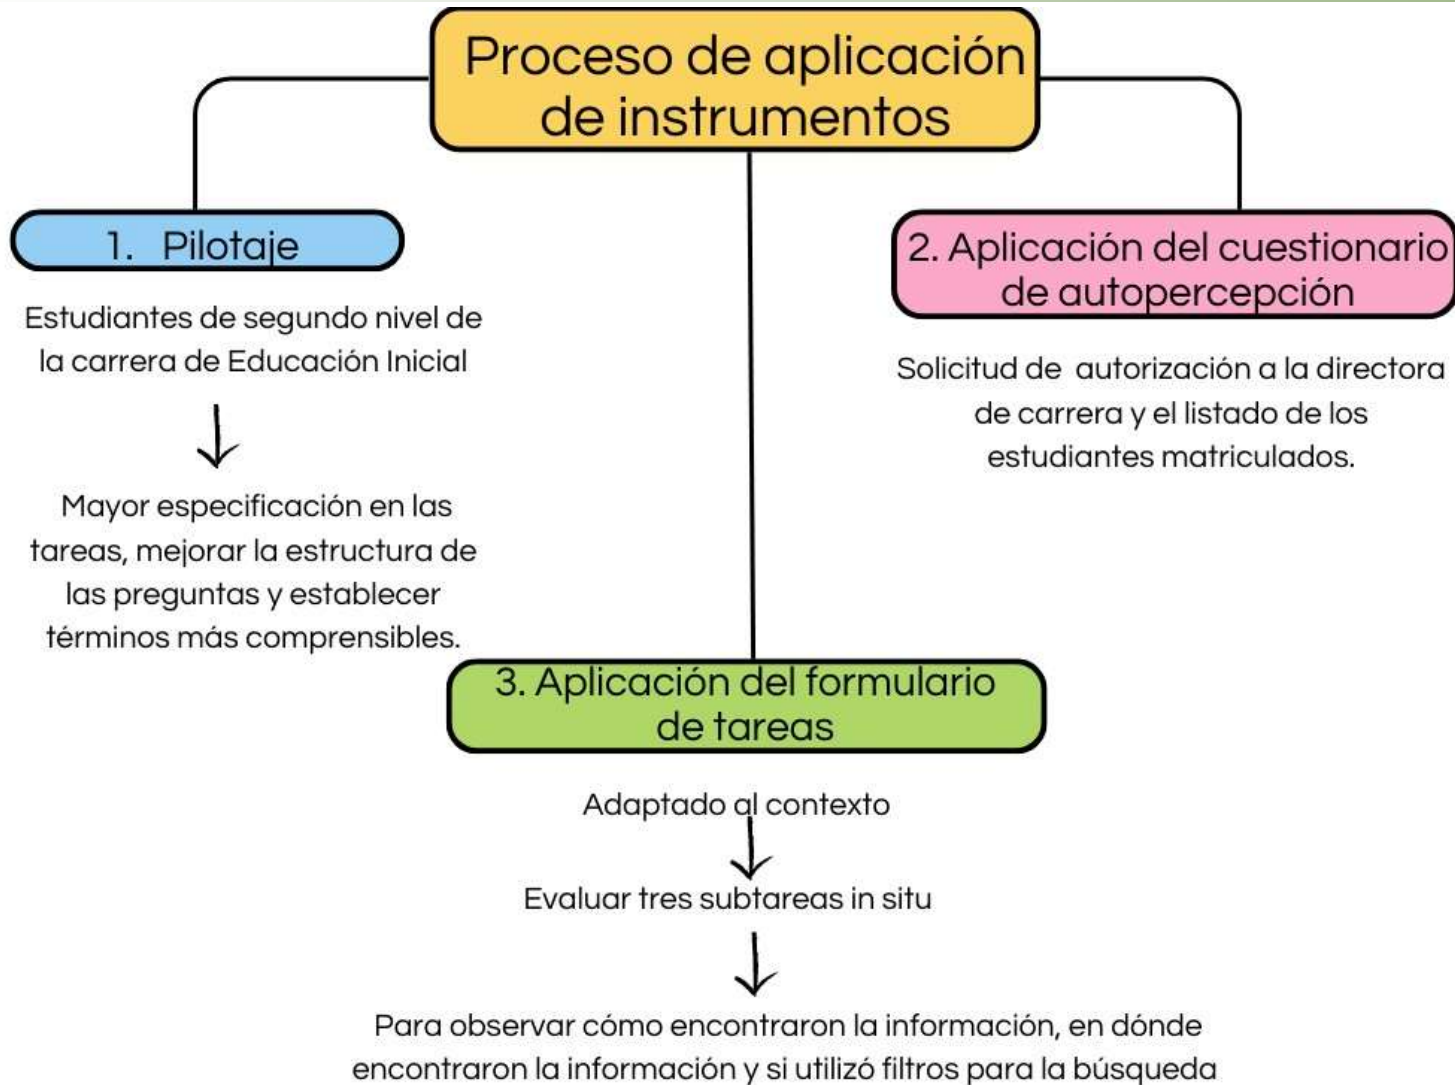 Proceso de aplicación
de instrumentos
1. Pilotaje
Estudiantes de segundo nivel de
la carrera de Educación Inicial
Mayor especificación en las
tareas, mejorar la estructura de
las preguntas y establecer
términos más comprensibles.
2. Aplicación del cuestionario
de autopercepción
Solicitud de autorización a la directora
de carrera y el listado de los
estudiantes matriculados.
3. Aplicación del formulario
de tareas
Adaptado al contexto
Evaluar tres subtareas in situ
Para observar cómo encontraron la información, en dónde
encontraron la información y si utilizó filtros para la búsqueda